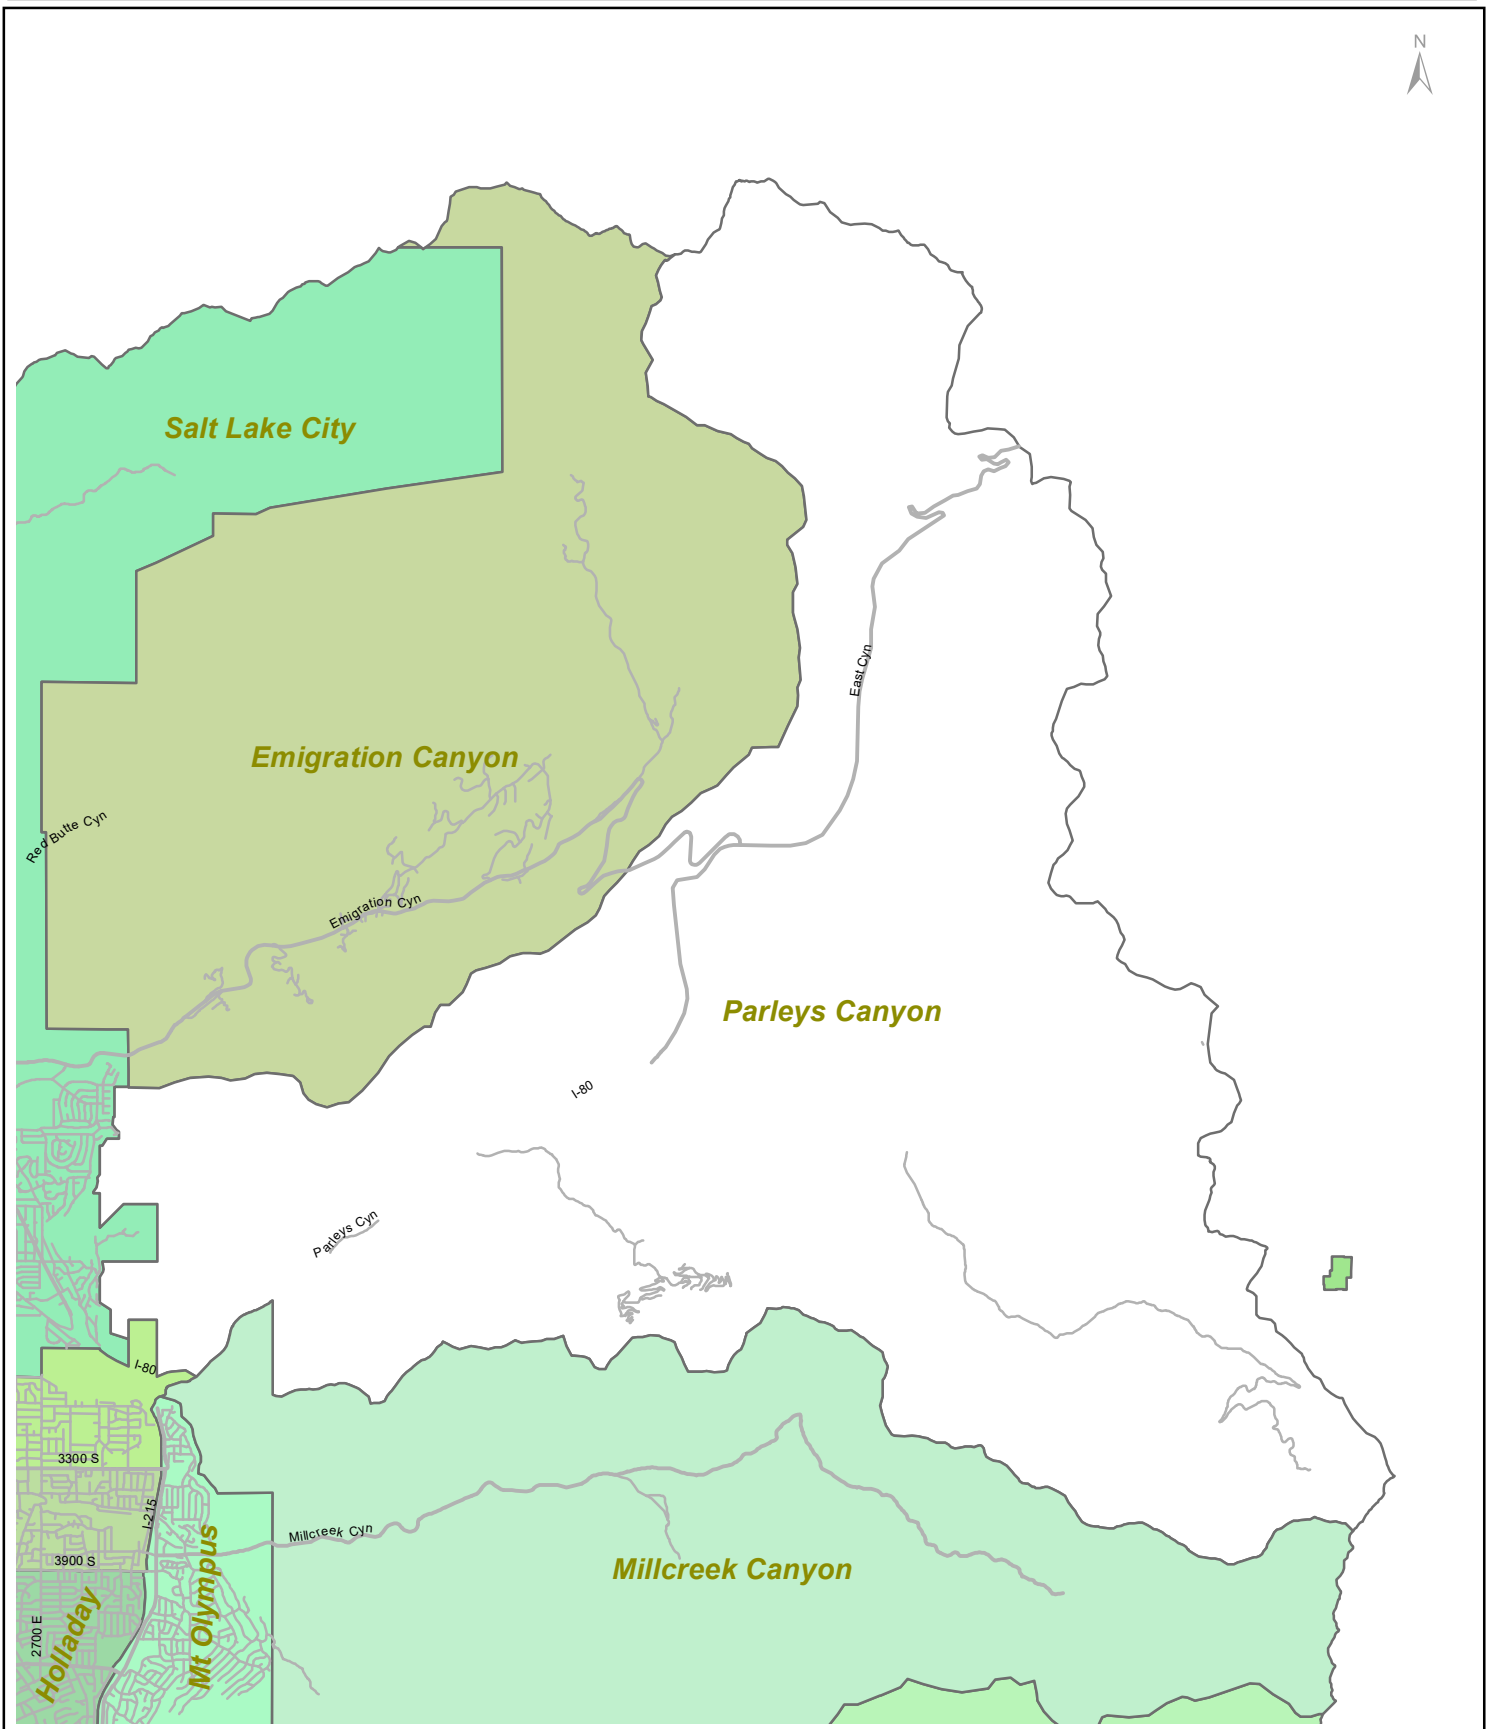 N
Salt Lake City
East Cyn
Emigration Canyon
Red Butte Cyn
Emigration Cyn
Parleys Canyon
I-80
Parleys Cyn
I-80
3300 S
I-215
Millcreek Cyn
3900 S
Millcreek Canyon
Mt Olympus
Holladay
2700 E